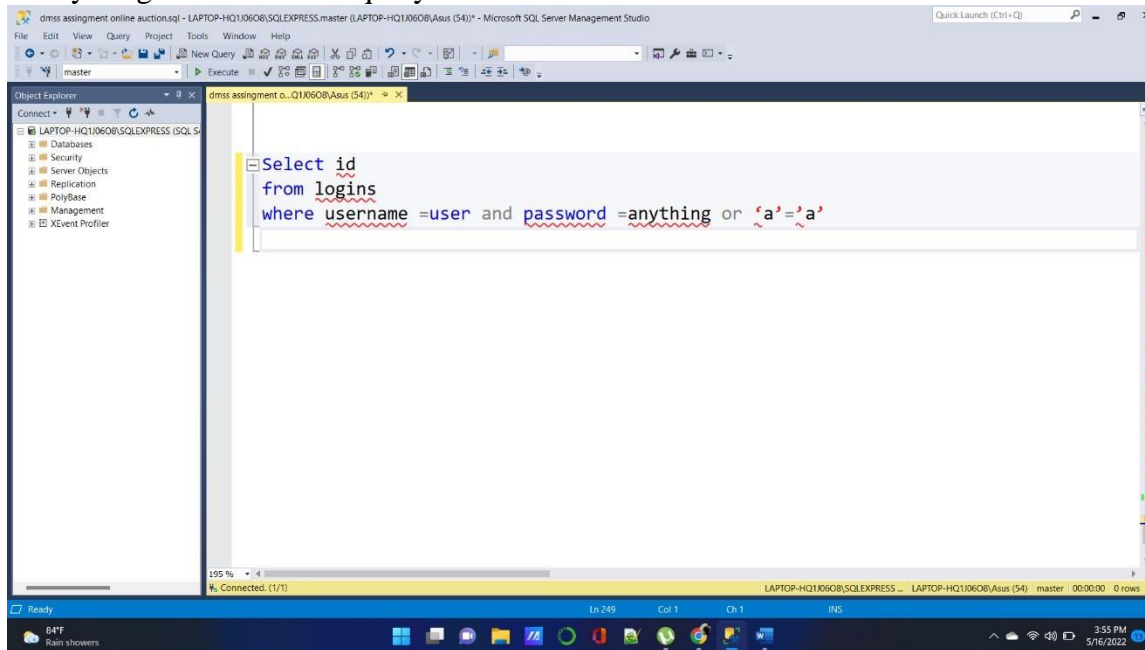 dmss assingment online auction.sql - LAPTOP-HQ1J06O8\SQLEXPRESS.master (LAPTOP-HQ1J06O8\Asus (54))* - Microsoft SQL Server Management Studio
Quick Launch (Ctrl+Q)
File Edit View Query Project Tools Window Help
New Query
master
Execute
Object Explorer
dmss assingment o...Q1J06O8\Asus (54))*
Connect
LAPTOP-HQ1J06O8\SQLEXPRESS (SQL S
Databases
Security
Server Objects
Replication
PolyBase
Management
XEvent Profiler
Select id
from logins
where username =user and password =anything or ‘a’=’a’
195 %
Connected. (1/1)
LAPTOP-HQ1J06O8\SQLEXPRESS ... LAPTOP-HQ1J06O8\Asus (54) master 00:00:00 0 rows
Ready
Ln 249 Col 1 Ch 1 INS
84°F
Rain showers
3:55 PM
5/16/2022